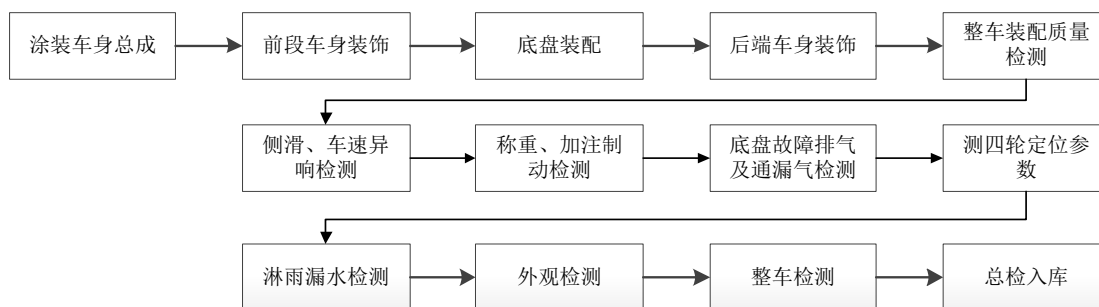 涂装车身总成
前段车身装饰
底盘装配
后端车身装饰
整车装配质量
检测
侧滑、车速异
响检测
称重、加注制
动检测
底盘故障排气
及通漏气检测
测四轮定位参
数
淋雨漏水检测
外观检测
整车检测
总检入库